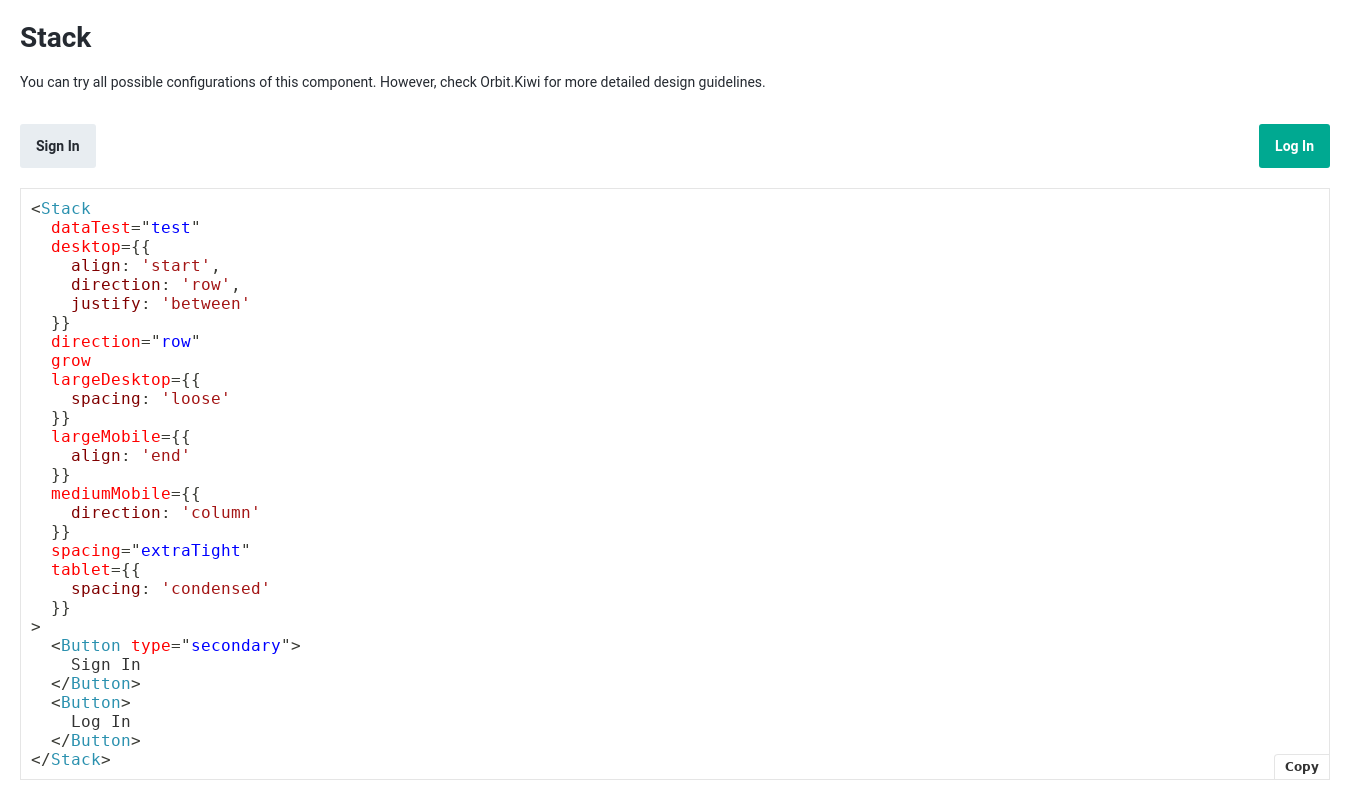 Stack
You can try all possible configurations of this component. However, check Orbit.Kiwi for more detailed design guidelines.
Sign In
Log In
<Stack
  dataTest="test"
  desktop={{
    align: 'start',
    direction: 'row',
    justify: 'between'
  }}
  direction="row"
  grow
  largeDesktop={{
    spacing: 'loose'
  }}
  largeMobile={{
    align: 'end'
  }}
  mediumMobile={{
    direction: 'column'
  }}
  spacing="extraTight"
  tablet={{
    spacing: 'condensed'
  }}
>
  <Button type="secondary">
    Sign In
  </Button>
  <Button>
    Log In
  </Button>
</Stack>
Copy